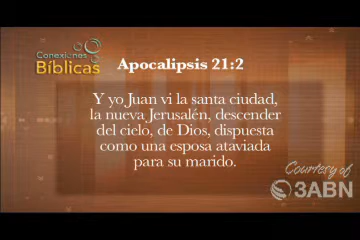 Conexiones
Bíblicas
Apocalipsis 21:2
Y yo Juan vi la santa ciudad,
la nueva Jerusalén, descender
del cielo, de Dios, dispuesta
como una esposa ataviada
para su marido.
Courtesy of
3ABN